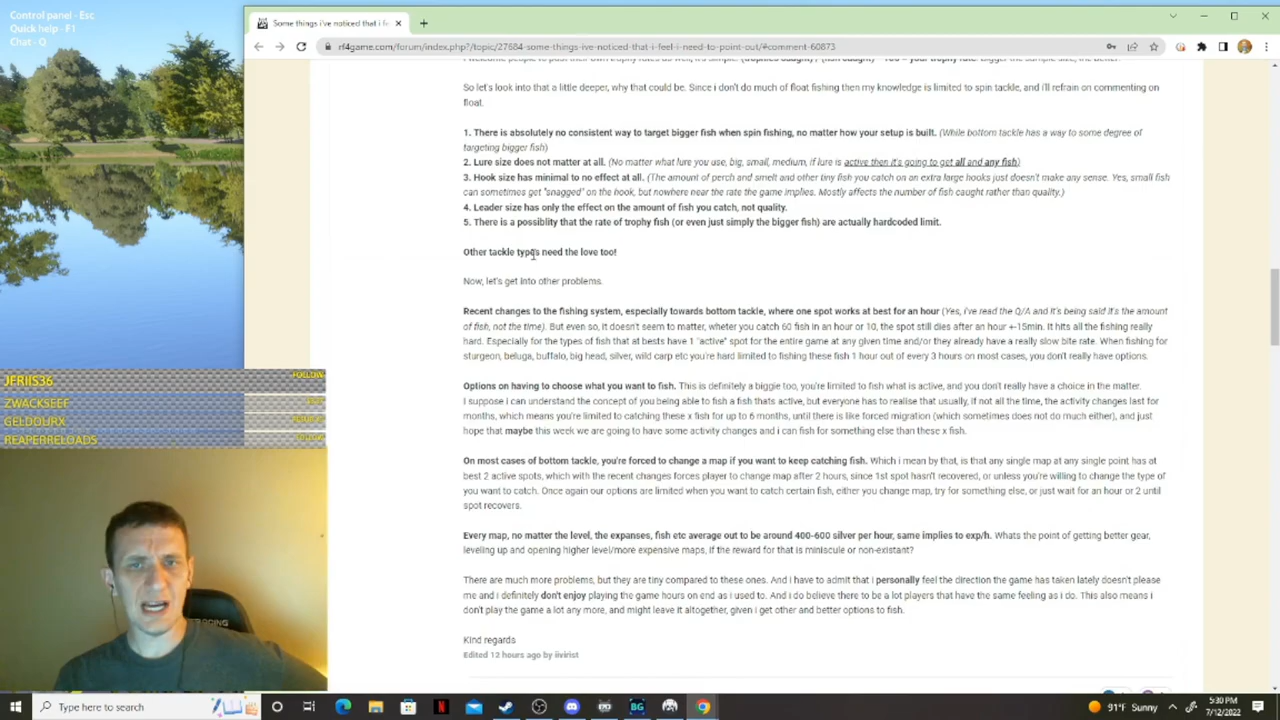 Control panel - Esc
Quick help - F1
Chat - Q
Some things i've noticed that i fe
rf4game.com/forum/index.php?/topic/27684-some-things-ive-noticed-that-i-feel-i-need-to-point-out/#comment-60873
So let's look into that a little deeper, why that could be. Since i don't do much of float fishing then my knowledge is limited to spin tackle, and i'll refrain on commenting on
float.
1. There is absolutely no consistent way to target bigger fish when spin fishing, no matter how your setup is built. (While bottom tackle has a way to some degree of
targeting bigger fish)
2. Lure size does not matter at all. (No matter what lure you use, big, small, medium, if lure is active then it's going to get all and any fish)
3. Hook size has minimal to no effect at all. (The amount of perch and smelt and other tiny fish you catch on an extra large hooks just doesn't make any sense. Yes, small fish
can sometimes get "snagged" on the hook, but nowhere near the rate the game implies. Mostly affects the number of fish caught rather than quality.)
4. Leader size has only the effect on the amount of fish you catch, not quality.
5. There is a possiblity that the rate of trophy fish (or even just simply the bigger fish) are actually hardcoded limit.
Other tackle types need the love too!
Now, let's get into other problems.
Recent changes to the fishing system, especially towards bottom tackle, where one spot works at best for an hour (Yes, i've read the Q/A and It's being said it's the amount
of fish, not the time). But even so, it doesn't seem to matter, wheter you catch 60 fish in an hour or 10, the spot still dies after an hour +-15min. It hits all the fishing really
hard. Especially for the types of fish that at bests have 1 "active" spot for the entire game at any given time and/or they already have a really slow bite rate. When fishing for
sturgeon, beluga, buffalo, big head, silver, wild carp etc you're hard limited to fishing these fish 1 hour out of every 3 hours on most cases, you don't really have options.
Options on having to choose what you want to fish. This is definitely a biggie too, you're limited to fish what is active, and you don't really have a choice in the matter.
I suppose i can understand the concept of you being able to fish a fish thats active, but everyone has to realise that usually, if not all the time, the activity changes last for
months, which means you're limited to catching these x fish for up to 6 months, until there is like forced migration (which sometimes does not do much either), and just
hope that maybe this week we are going to have some activity changes and i can fish for something else than these x fish.
On most cases of bottom tackle, you're forced to change a map if you want to keep catching fish. Which i mean by that, is that any single map at any single point has at
best 2 active spots, which with the recent changes forces player to change map after 2 hours, since 1st spot hasn't recovered, or unless you're willing to change the type of
you want to catch. Once again our options are limited when you want to catch certain fish, either you change map, try for something else, or just wait for an hour or 2 until
spot recovers.
Every map, no matter the level, the expanses, fish etc average out to be around 400-600 silver per hour, same implies to exp/h. Whats the point of getting better gear,
leveling up and opening higher level/more expensive maps, if the reward for that is miniscule or non-existant?
There are much more problems, but they are tiny compared to these ones. And i have to admit that i personally feel the direction the game has taken lately doesn't please
me and i definitely don't enjoy playing the game hours on end as i used to. And i do believe there to be a lot players that have the same feeling as i do. This also means i
don't play the game a lot any more, and might leave it altogether, given i get other and better options to fish.
Kind regards
Edited 12 hours ago by iivirist
JFRIIS36
FOLLOW
ZWACKSEEF
GELDOURX
REAPERRELOADS
Type here to search
91°F Sunny
5:30 PM
7/12/2022